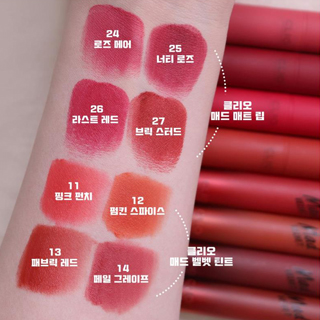 24
로즈 페어
25
너티 로즈
26
라스트 레드
27
브릭 스터드
클리오
매드 매트 립
11
핑크 펀치
12
펌킨 스파이스
13
패브릭 레드
14
페일 그레이프
클리오
매드 벨벳 틴트